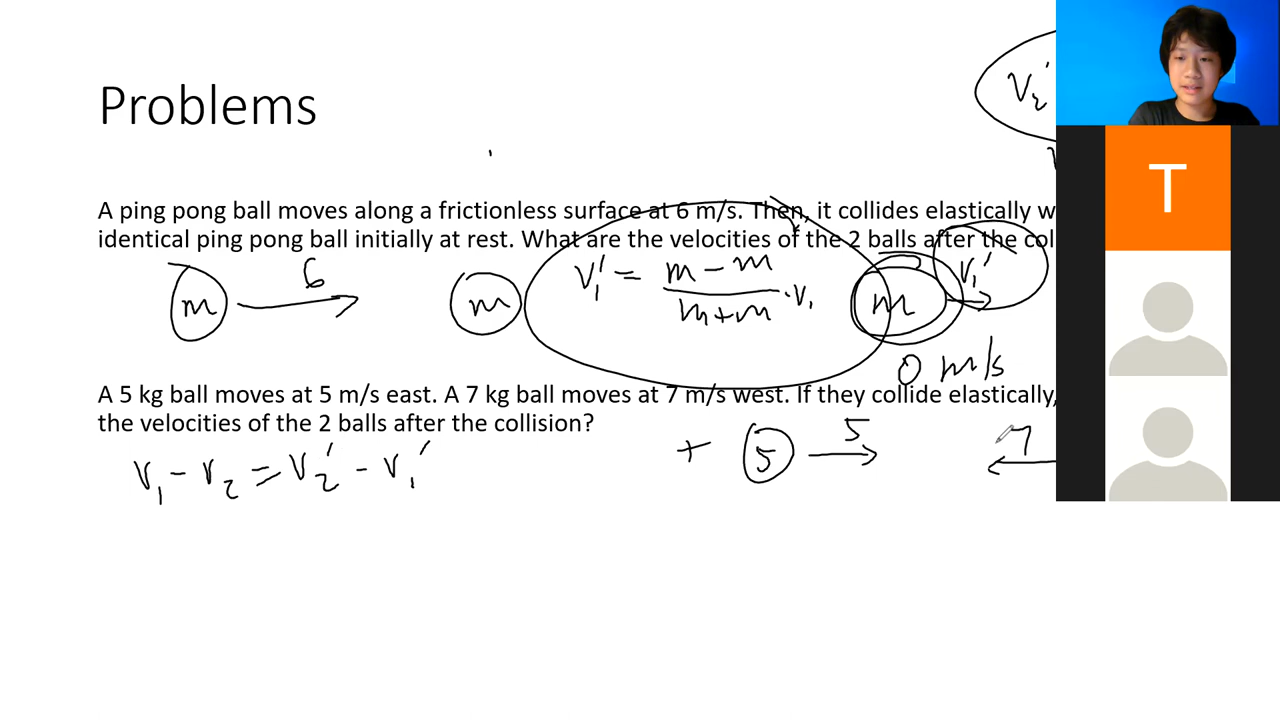 Problems
V₂'
A ping pong ball moves along a frictionless surface at 6 m/s. Then, it collides elastically w
identical ping pong ball initially at rest. What are the velocities of the 2 balls after the col
m 6 m V₁' = m - m / m + m · V₁ m V₁'
0 m/s
A 5 kg ball moves at 5 m/s east. A 7 kg ball moves at 7 m/s west. If they collide elastically,
the velocities of the 2 balls after the collision?
V₁ - V₂ = V₂' - V₁' + 5 5 7
T